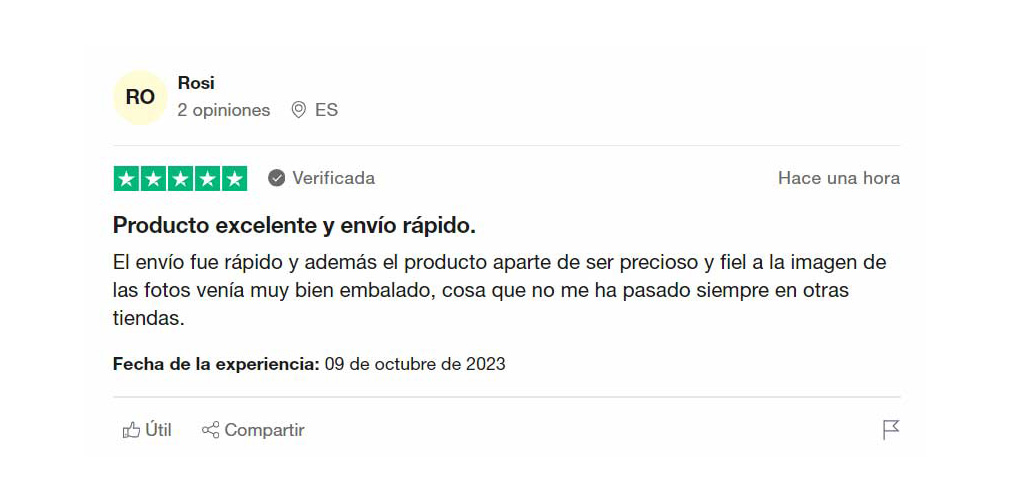 RO
Rosi
2 opiniones ES
Verificada
Hace una hora
Producto excelente y envío rápido.
El envío fue rápido y además el producto aparte de ser precioso y fiel a la imagen de
las fotos venía muy bien embalado, cosa que no me ha pasado siempre en otras
tiendas.
Fecha de la experiencia: 09 de octubre de 2023
Útil Compartir